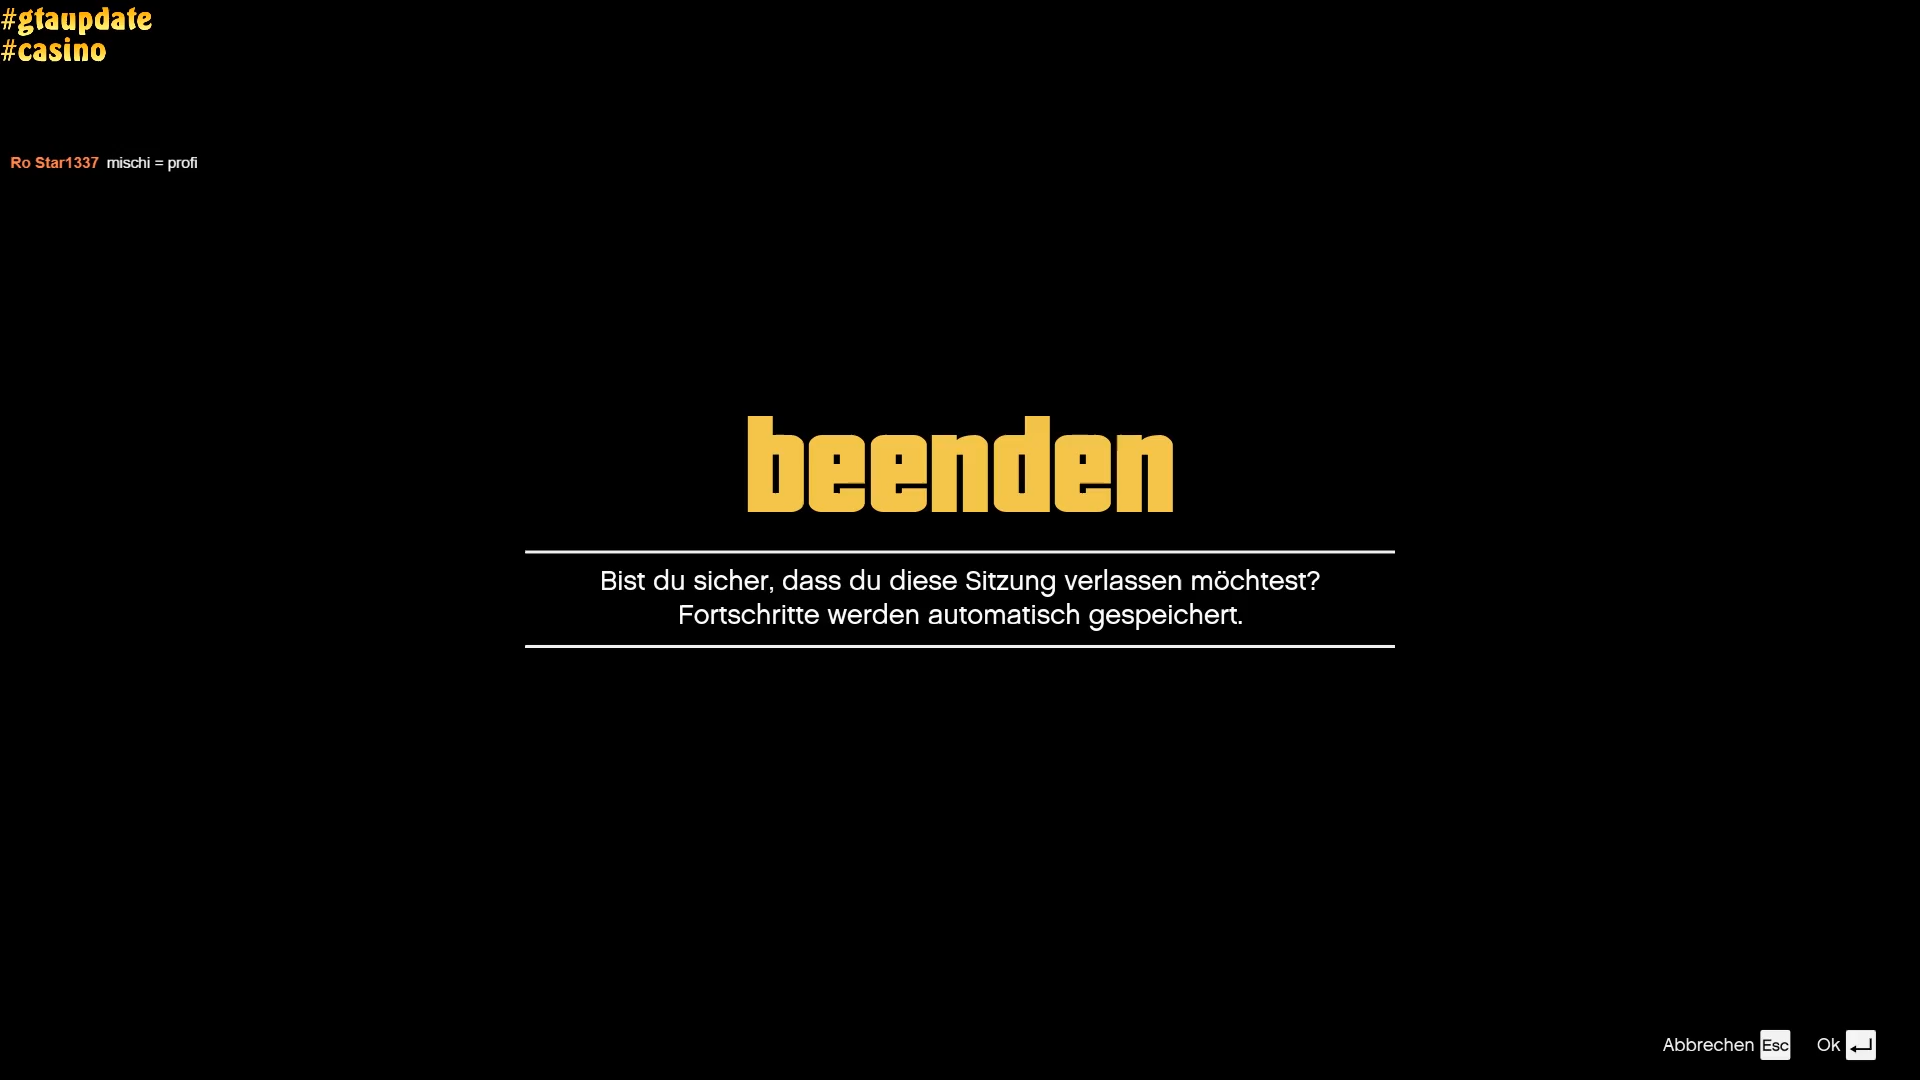 #gtaupdate
#casino
Ro Star1337 mischi = profi
beenden
Bist du sicher, dass du diese Sitzung verlassen möchtest?
Fortschritte werden automatisch gespeichert.
Abbrechen Esc Ok